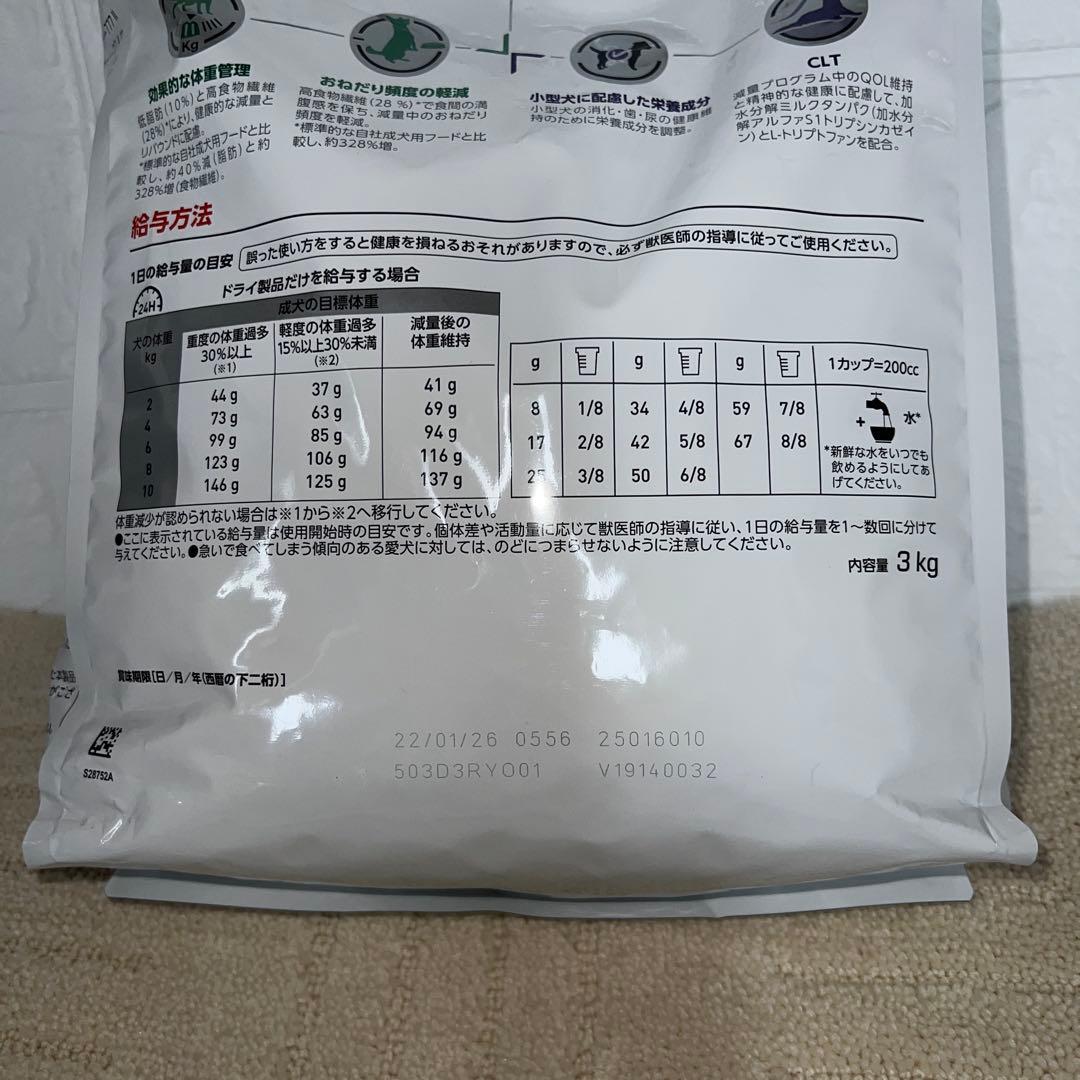 Kg
効果的な体重管理
低脂肪(10%)と高食物繊維
(28%)*により、健康的な減量と
リバウンドに配慮。
*標準的な自社成犬用フードと比
較し、約40%減(脂肪)と約
328%増(食物繊維)。
おねだり頻度の軽減
高食物繊維(28 %)*で食間の満
腹感を保ち、減量中のおねだり
頻度を軽減。
*標準的な自社成犬用フードと比
較し、約328%増。
小型犬に配慮した栄養成分
小型犬の消化・歯・尿の健康維
持のために栄養成分を調整。
CLT
減量プログラム中のQOL維持
と精神的な健康に配慮して、加
水分解ミルクタンパク(加水分
解アルファS1トリプシンカゼイ
ン)とL-トリプトファンを配合。
給与方法
1日の給与量の目安 誤った使い方をすると健康を損ねるおそれがありますので、必ず獣医師の指導に従ってご使用ください。
24H
ドライ製品だけを給与する場合
成犬の目標体重
犬の体重 kg 重度の体重過多 30%以上 (※1) 軽度の体重過多 15%以上30%未満 (※2) 減量後の 体重維持
2 44 g 37 g 41 g
4 73 g 63 g 69 g
6 99 g 85 g 94 g
8 123 g 106 g 116 g
10 146 g 125 g 137 g
g g g 1カップ=200cc
8 1/8 34 4/8 59 7/8
17 2/8 42 5/8 67 8/8
25 3/8 50 6/8
+ 水*
*新鮮な水をいつでも
飲めるようにしてあ
げてください。
体重減少が認められない場合は※1から※2へ移行してください。
●ここに表示されている給与量は使用開始時の目安です。個体差や活動量に応じて獣医師の指導に従い、1日の給与量を1〜数回に分けて
与えてください。●急いで食べてしまう傾向のある愛犬に対しては、のどにつまらせないように注意してください。
内容量 3 kg
賞味期限[日/月/年(西暦の下二桁)]
22/01/26 0556 25016010
503D3RYO01 V19140032
S28752A